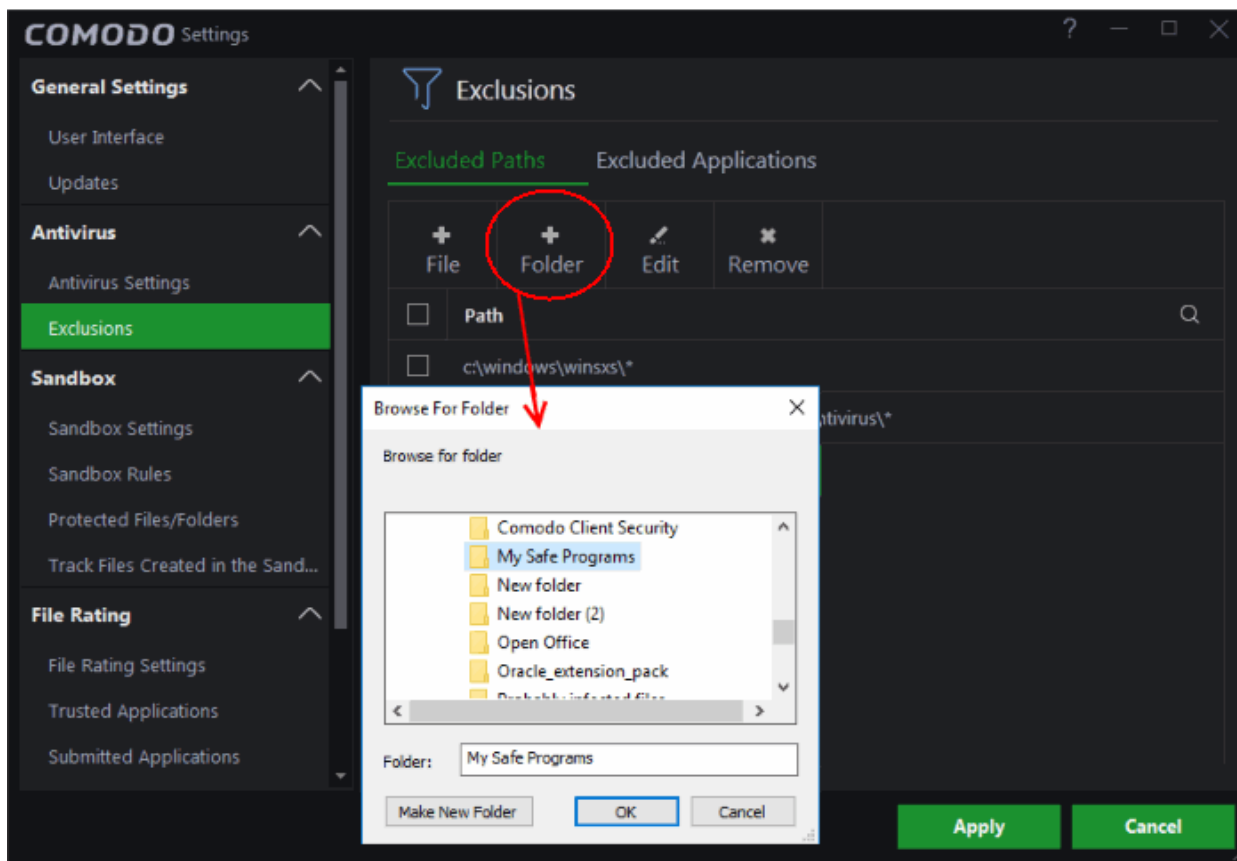 COMODO Settings
?
General Settings
User Interface
Updates
Antivirus
Antivirus Settings
Exclusions
Sandbox
Sandbox Settings
Sandbox Rules
Protected Files/Folders
Track Files Created in the Sand...
File Rating
File Rating Settings
Trusted Applications
Submitted Applications
Exclusions
Excluded Paths Excluded Applications
File Folder Edit Remove
Path
c:\windows\winsxs\*
tivirus\*
Browse For Folder
Browse for folder
Comodo Client Security
My Safe Programs
New folder
New folder (2)
Open Office
Oracle_extension_pack
Folder: My Safe Programs
Make New Folder OK Cancel
Apply Cancel